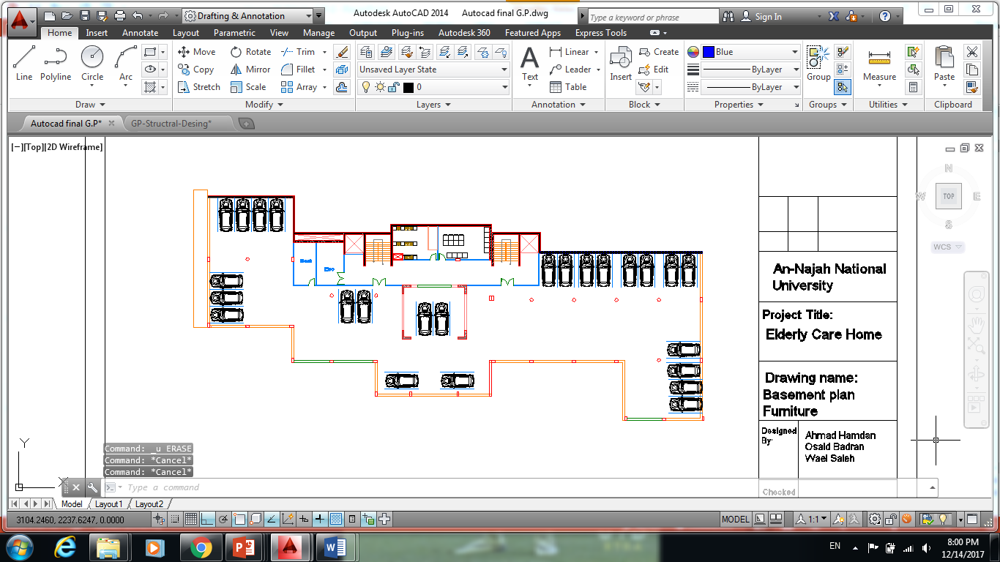 Drafting & Annotation
Autodesk AutoCAD 2014 Autocad final G.P.dwg
Type a keyword or phrase
Sign In
Home Insert Annotate Layout Parametric View Manage Output Plug-ins Autodesk 360 Featured Apps Express Tools
Line Polyline Circle Arc
Move Rotate Trim
Copy Mirror Fillet
Stretch Scale Array
Unsaved Layer State
0
Text
Linear
Leader
Table
Insert
Create
Edit
Blue
ByLayer
ByLayer
Group
Measure
Paste
Draw Modify Layers Annotation Block Properties Groups Utilities Clipboard
Autocad final G.P* GP-Structral-Desing*
[−][Top][2D Wireframe]
N
W TOP E
S
WCS
An-Najah National
University
Project Title:
Elderly Care Home
Drawing name:
Basement plan
Furniture
Designed
By:
Ahmad Hamdan
Osaid Badran
Wael Saleh
Checked
Y
X
Command: _u ERASE
Command: *Cancel*
Command: *Cancel*
Type a command
Model Layout1 Layout2
3104.2460, 2237.6247, 0.0000
MODEL
1:1
EN
8:00 PM
12/14/2017